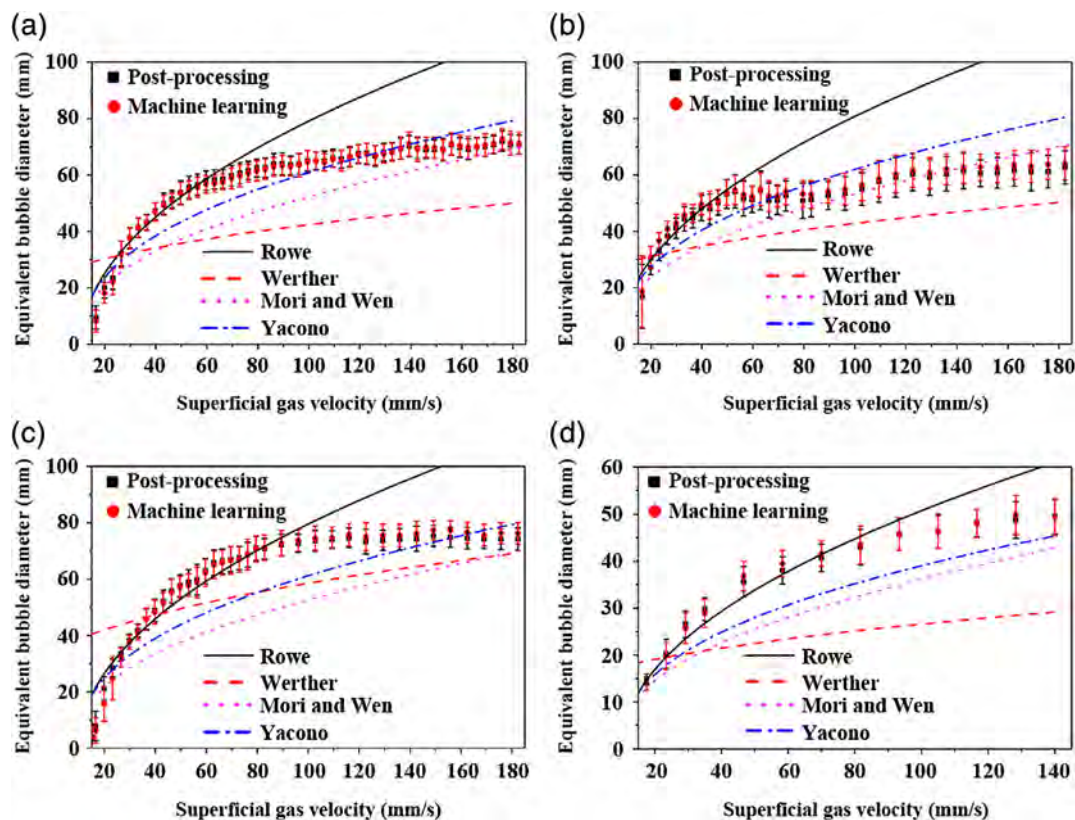 (a)
100
80
60
40
20
0
Equivalent bubble diameter (mm)
Post-processing
Machine learning
Rowe
Werther
Mori and Wen
Yacono
20 40 60 80 100 120 140 160 180
Superficial gas velocity (mm/s)
(b)
100
80
60
40
20
0
Equivalent bubble diameter (mm)
Post-processing
Machine learning
Rowe
Werther
Mori and Wen
Yacono
20 40 60 80 100 120 140 160 180
Superficial gas velocity (mm/s)
(c)
100
80
60
40
20
0
Equivalent bubble diameter (mm)
Post-processing
Machine learning
Rowe
Werther
Mori and Wen
Yacono
20 40 60 80 100 120 140 160 180
Superficial gas velocity (mm/s)
(d)
60
50
40
30
20
10
0
Equivalent bubble diameter (mm)
Post-processing
Machine learning
Rowe
Werther
Mori and Wen
Yacono
20 40 60 80 100 120 140
Superficial gas velocity (mm/s)